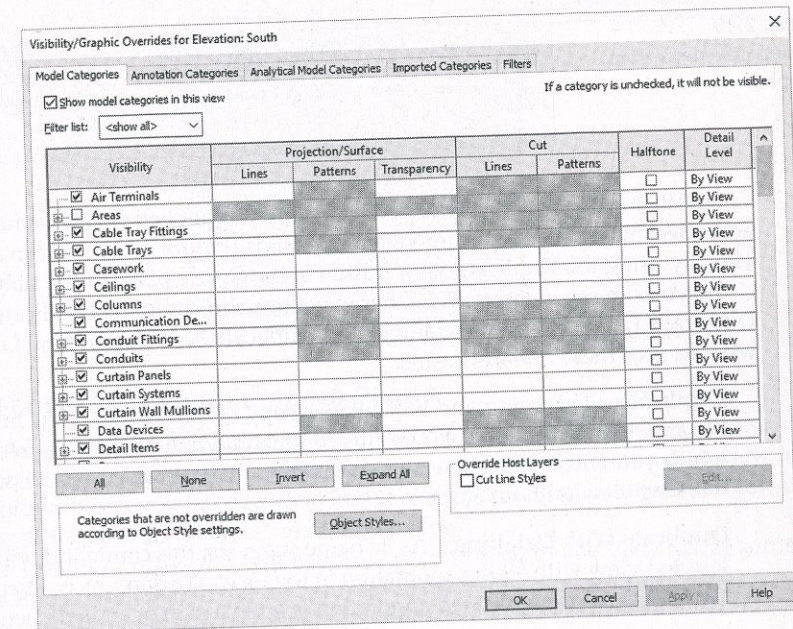 Visibility/Graphic Overrides for Elevation: South
Model Categories Annotation Categories Analytical Model Categories Imported Categories Filters
Show model categories in this view
If a category is unchecked, it will not be visible.
Filter list: <show all>
Visibility Projection/Surface Cut Halftone Detail Level
Lines Patterns Transparency Lines Patterns
Air Terminals By View
Areas By View
Cable Tray Fittings By View
Cable Trays By View
Casework By View
Ceilings By View
Columns By View
Communication De... By View
Conduit Fittings By View
Conduits By View
Curtain Panels By View
Curtain Systems By View
Curtain Wall Mullions By View
Data Devices By View
Detail Items By View
All None Invert Expand All
Override Host Layers
Cut Line Styles Edit...
Categories that are not overridden are drawn
according to Object Style settings.
Object Styles...
OK Cancel Apply Help